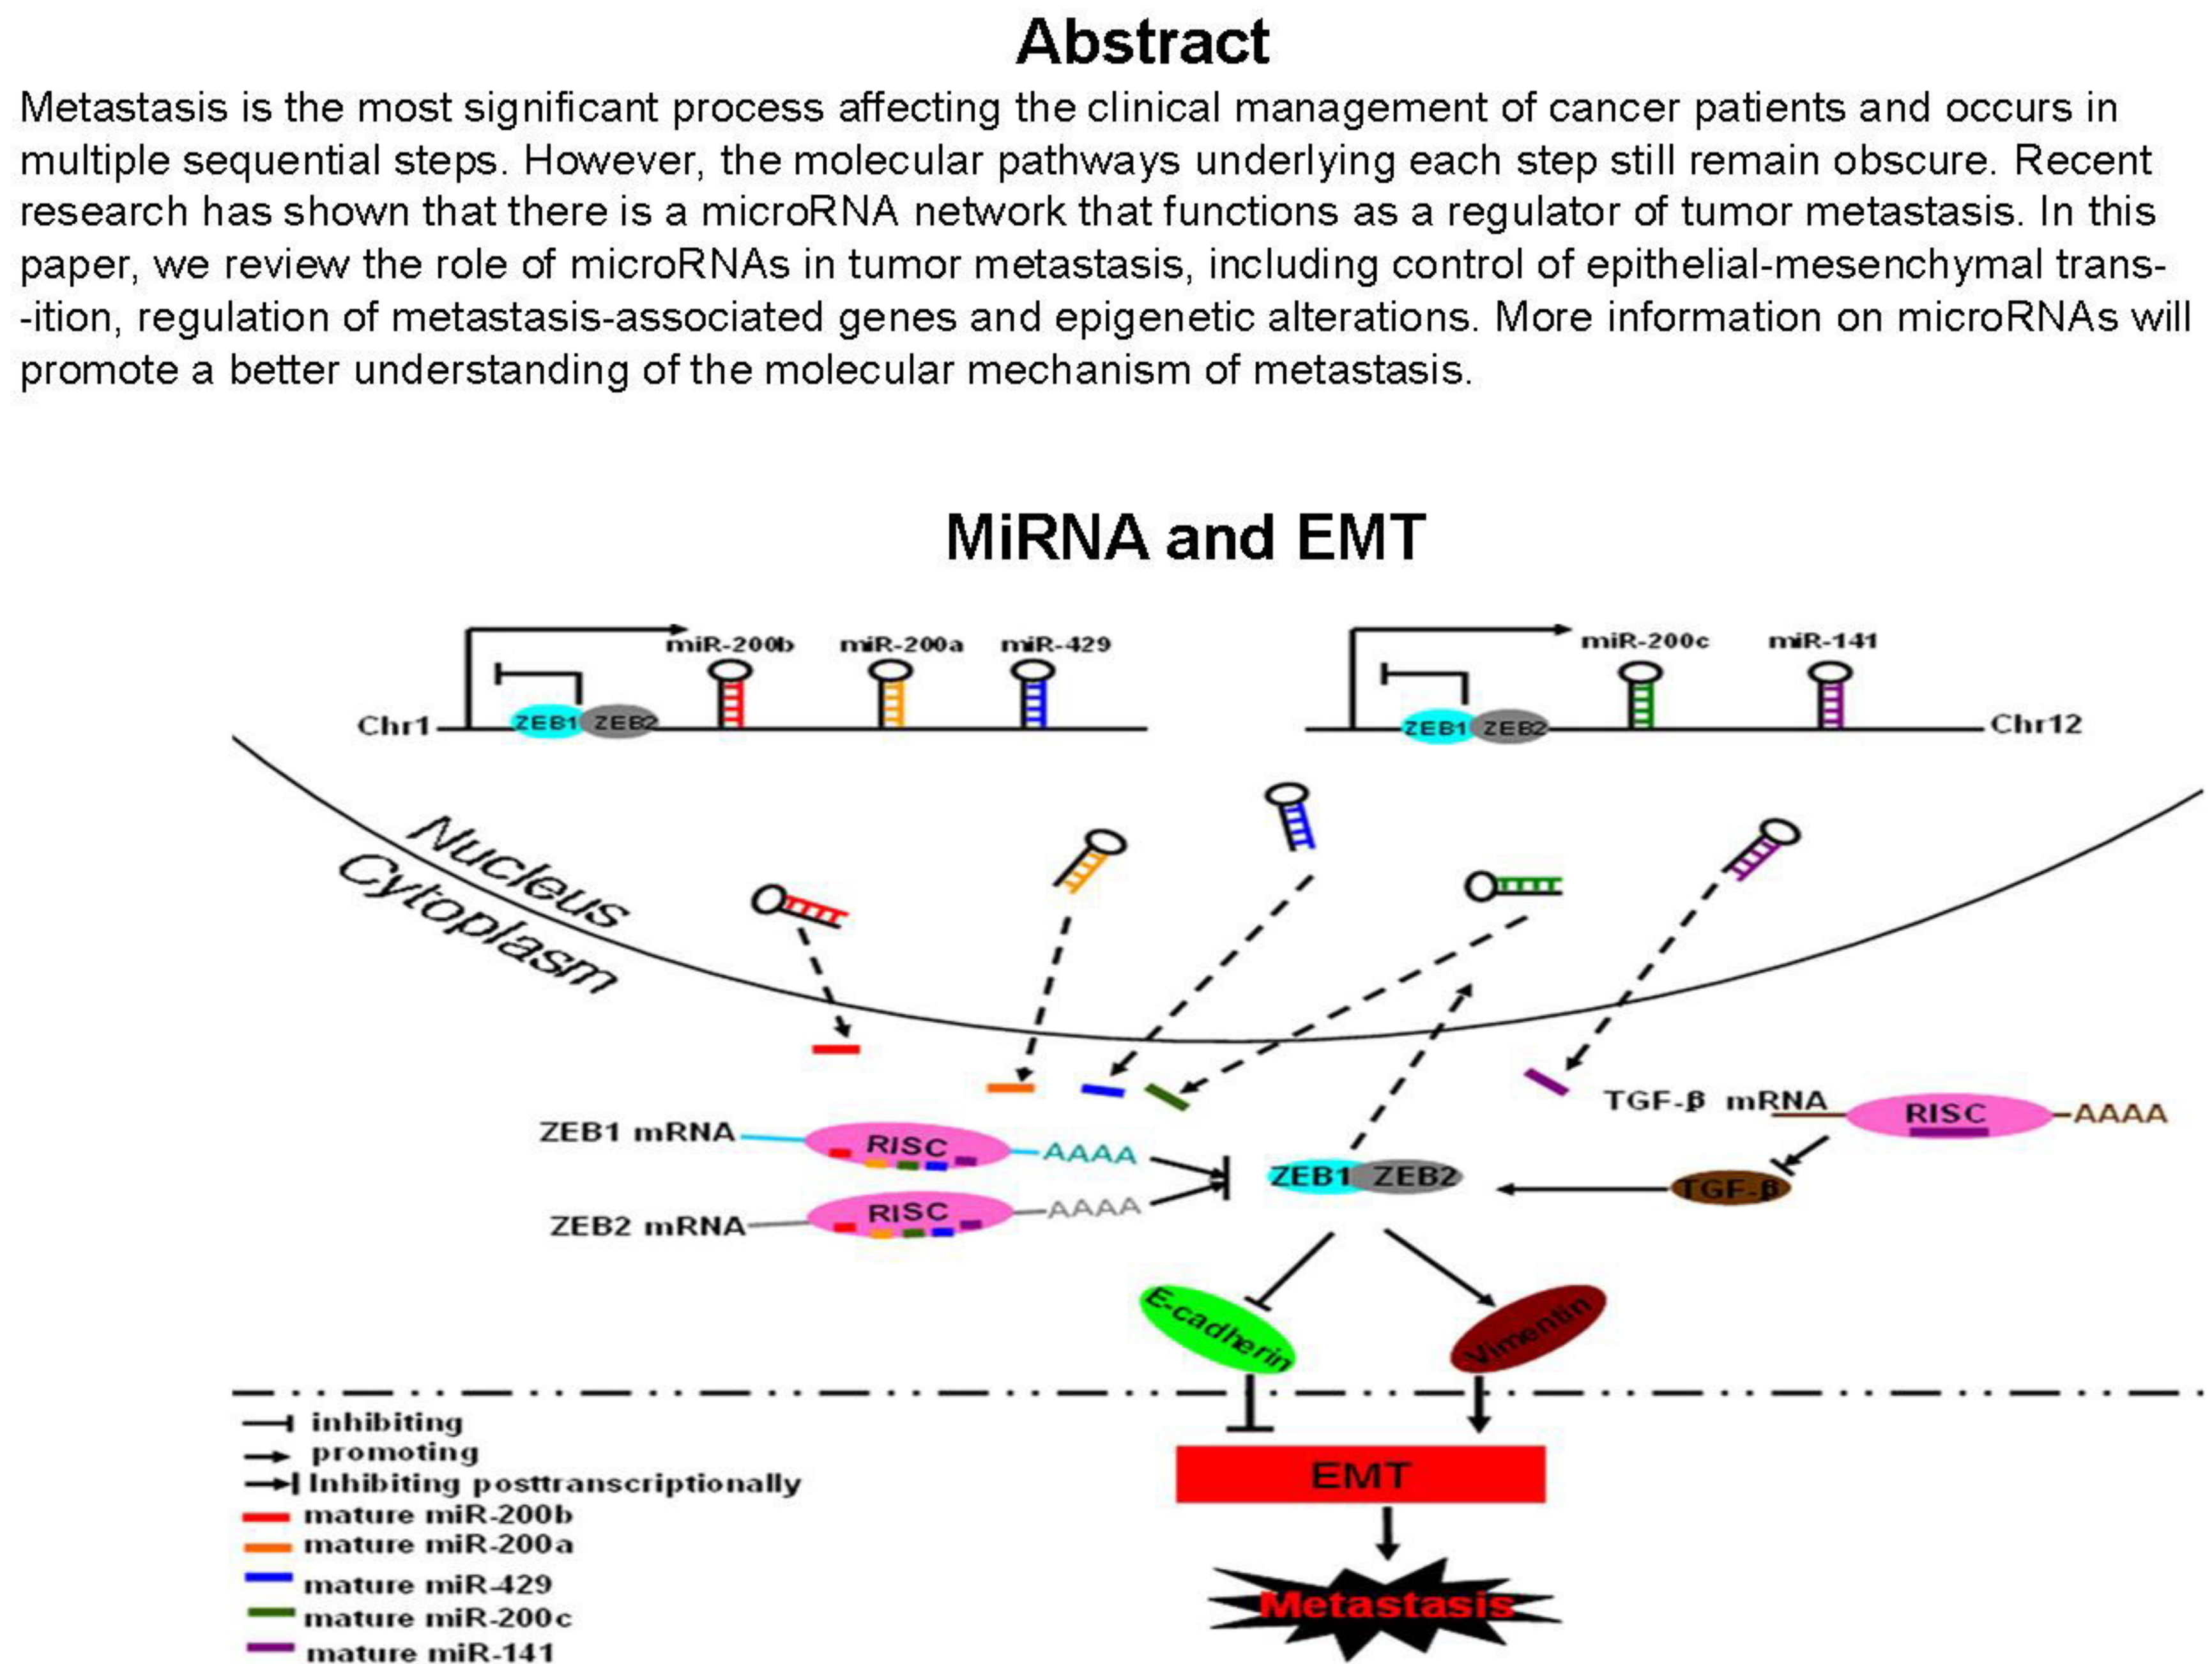 Abstract
Metastasis is the most significant process affecting the clinical management of cancer patients and occurs in
multiple sequential steps. However, the molecular pathways underlying each step still remain obscure. Recent
research has shown that there is a microRNA network that functions as a regulator of tumor metastasis. In this
paper, we review the role of microRNAs in tumor metastasis, including control of epithelial-mesenchymal trans-
-ition, regulation of metastasis-associated genes and epigenetic alterations. More information on microRNAs will
promote a better understanding of the molecular mechanism of metastasis.
MiRNA and EMT
miR-200b miR-200a miR-429
miR-200c miR-141
Chr1 ZEB1 ZEB2
ZEB1 ZEB2 Chr12
Nucleus
Cytoplasm
TGF-β mRNA RISC AAAA
ZEB1 mRNA RISC AAAA
ZEB1 ZEB2
TGF-β
ZEB2 mRNA RISC AAAA
E-cadherin
Vimentin
inhibiting
promoting
Inhibiting posttranscriptionally
mature miR-200b
mature miR-200a
mature miR-429
mature miR-200c
mature miR-141
EMT
Metastasis